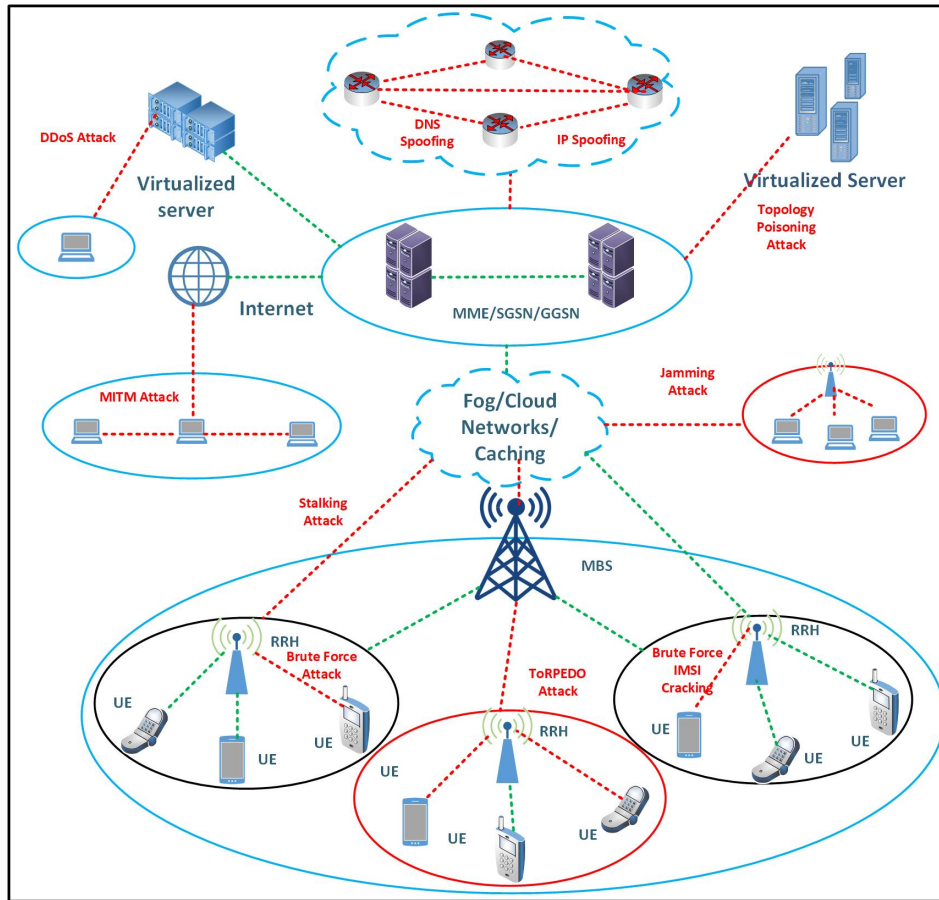 DNS
Spoofing
IP Spoofing
DDoS Attack
Virtualized
server
Virtualized Server
Topology
Poisoning
Attack
Internet
MME/SGSN/GGSN
MITM Attack
Fog/Cloud
Networks/
Caching
Jamming
Attack
Stalking
Attack
MBS
RRH
Brute Force
Attack
UE
UE
UE
ToRPEDO
Attack
RRH
UE
UE
UE
Brute Force
IMSI
Cracking
RRH
UE
UE
UE